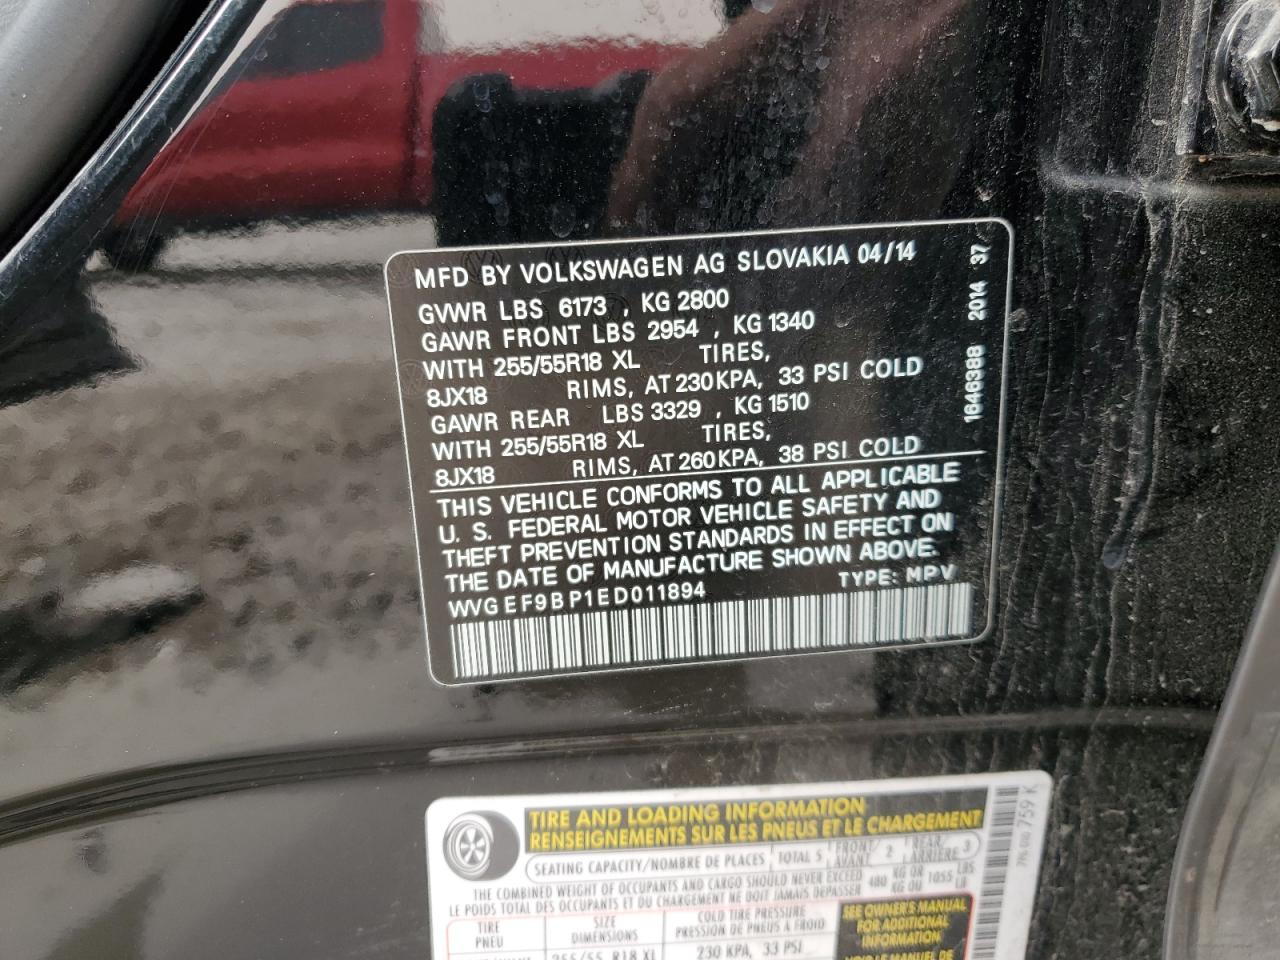 MFD BY VOLKSWAGEN AG SLOVAKIA 04/14
GVWR LBS 6173 , KG 2800
GAWR FRONT LBS 2954 , KG 1340
WITH 255/55R18 XL TIRES,
8JX18 RIMS, AT 230KPA, 33 PSI COLD
GAWR REAR LBS 3329 , KG 1510
WITH 255/55R18 XL TIRES,
8JX18 RIMS, AT 260KPA, 38 PSI COLD
THIS VEHICLE CONFORMS TO ALL APPLICABLE
U. S. FEDERAL MOTOR VEHICLE SAFETY AND
THEFT PREVENTION STANDARDS IN EFFECT ON
THE DATE OF MANUFACTURE SHOWN ABOVE.
WVGEF9BP1ED011894 TYPE: MPV
1646388 2014 37
TIRE AND LOADING INFORMATION
RENSEIGNEMENTS SUR LES PNEUS ET LE CHARGEMENT
SEATING CAPACITY/NOMBRE DE PLACES TOTAL 5 FRONT/AVANT 2 REAR/ARRIÈRE 3
THE COMBINED WEIGHT OF OCCUPANTS AND CARGO SHOULD NEVER EXCEED 480 KG OR 1055 LBS
LE POIDS TOTAL DES OCCUPANTS ET DU CHARGEMENT NE DOIT JAMAIS DÉPASSER KG OU LB
TIRE SIZE COLD TIRE PRESSURE
PNEU DIMENSIONS PRESSION DE PNEUS À FROID
255/55 R18 XL 230 KPA, 33 PSI
SEE OWNER'S MANUAL
FOR ADDITIONAL
INFORMATION
VOIR LE MANUEL
759 K